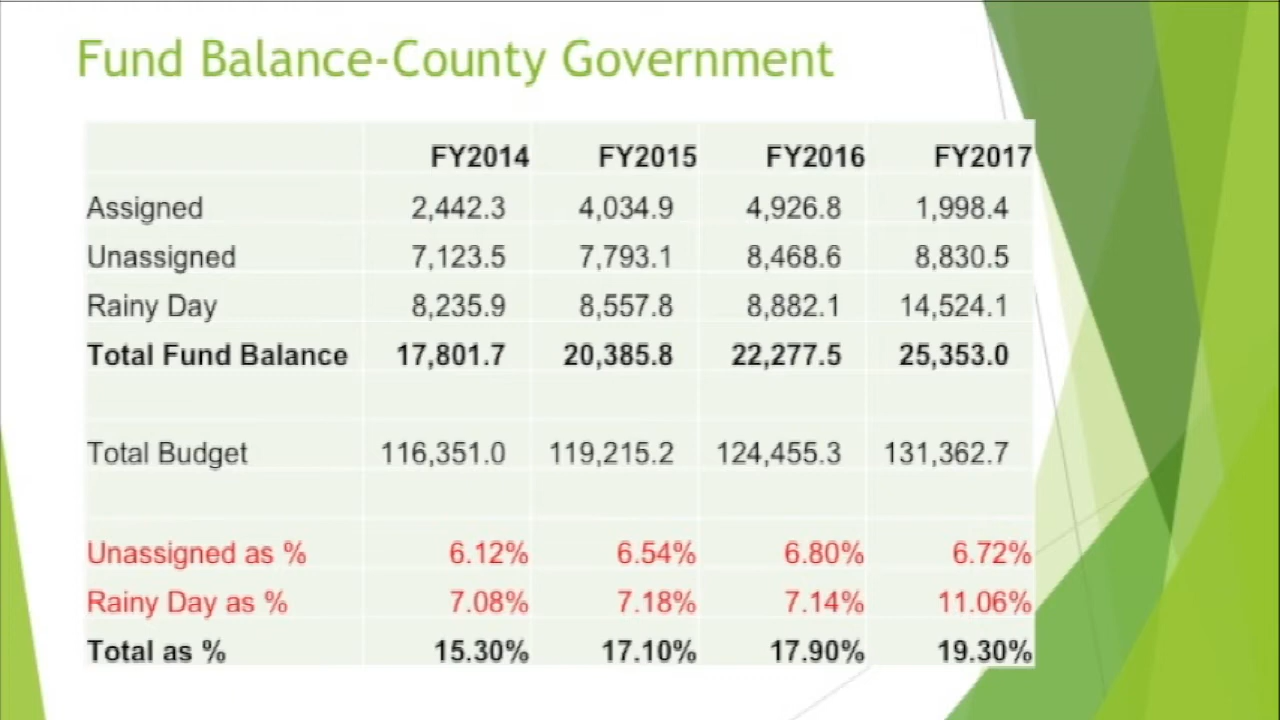 Fund Balance-County Government
FY2014 FY2015 FY2016 FY2017
Assigned 2,442.3 4,034.9 4,926.8 1,998.4
Unassigned 7,123.5 7,793.1 8,468.6 8,830.5
Rainy Day 8,235.9 8,557.8 8,882.1 14,524.1
Total Fund Balance 17,801.7 20,385.8 22,277.5 25,353.0
Total Budget 116,351.0 119,215.2 124,455.3 131,362.7
Unassigned as % 6.12% 6.54% 6.80% 6.72%
Rainy Day as % 7.08% 7.18% 7.14% 11.06%
Total as % 15.30% 17.10% 17.90% 19.30%